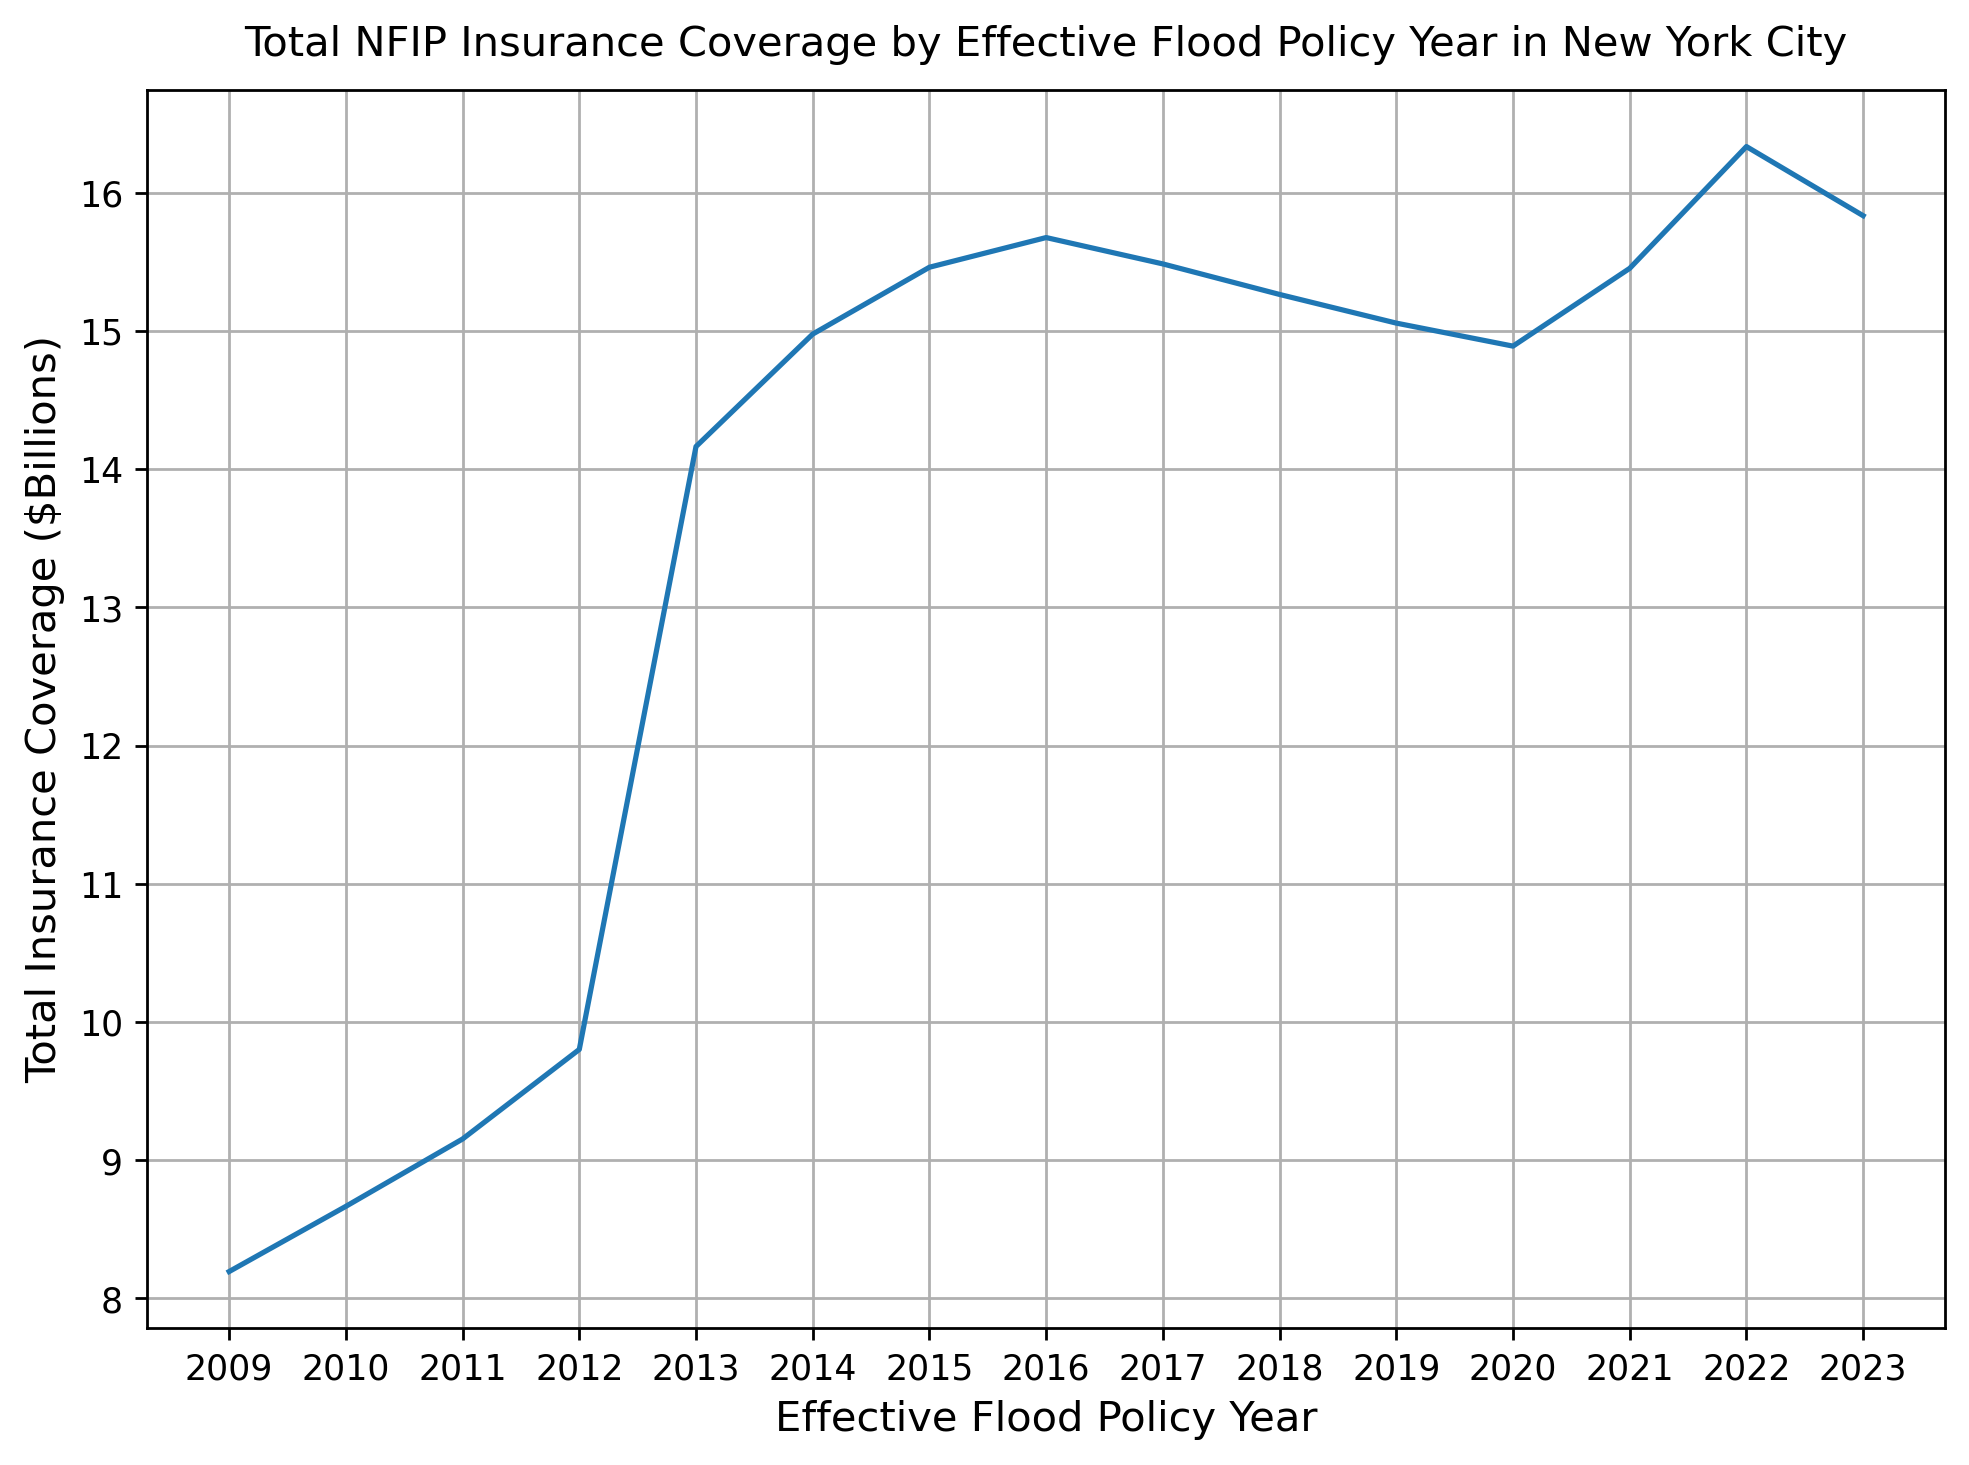 Total NFIP Insurance Coverage by Effective Flood Policy Year in New York City
Total Insurance Coverage ($Billions)
16
15
14
13
12
11
10
9
8
2009 2010 2011 2012 2013 2014 2015 2016 2017 2018 2019 2020 2021 2022 2023
Effective Flood Policy Year